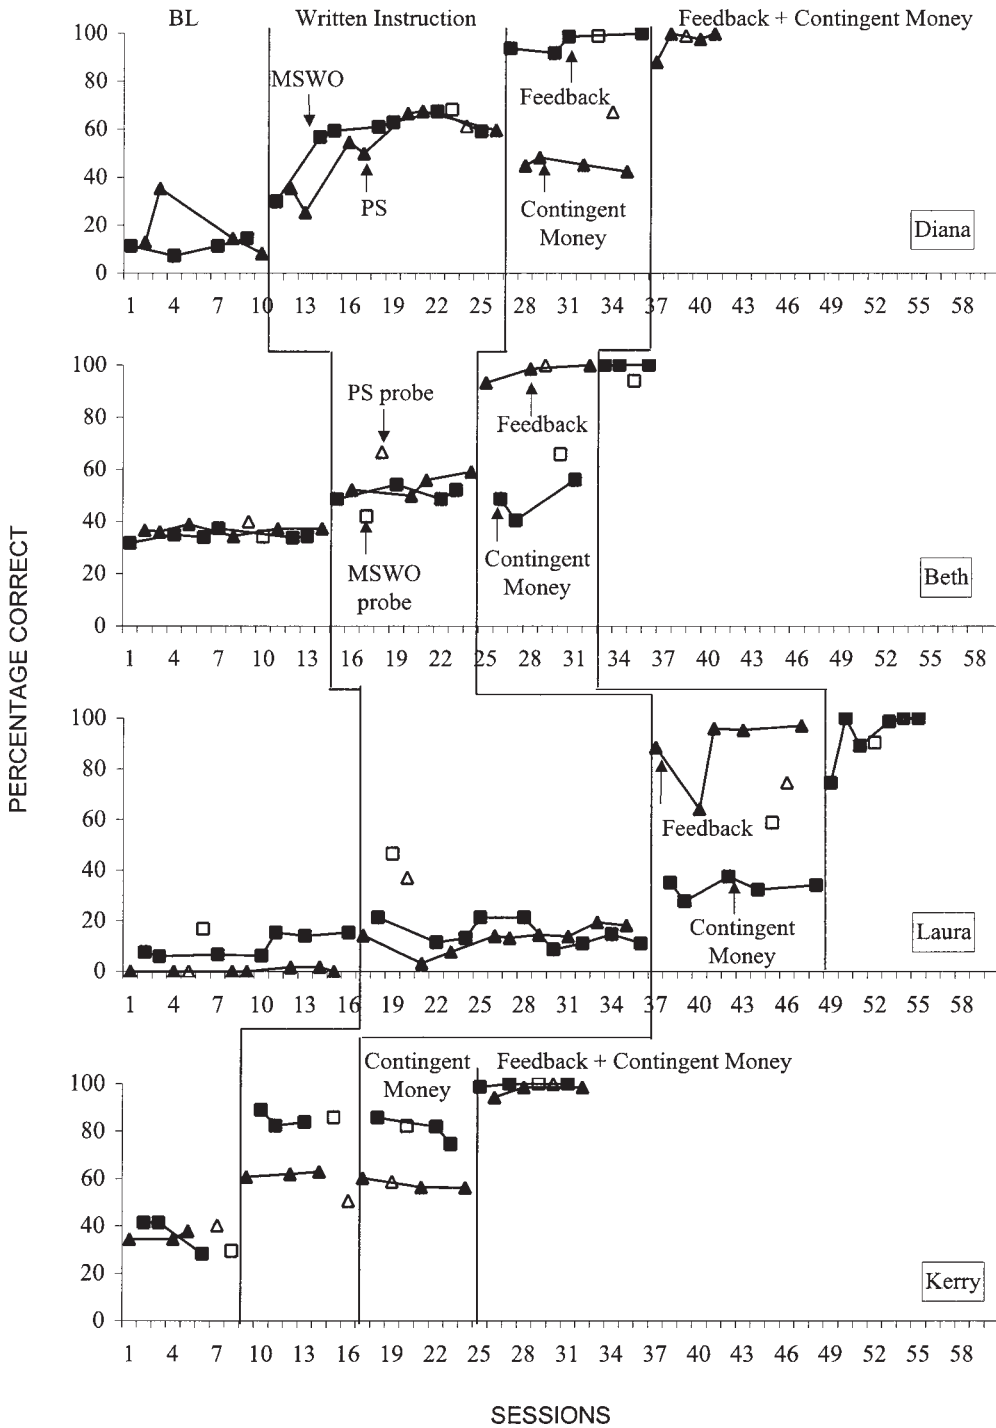 BL Written Instruction Feedback + Contingent Money
100
80
60
40
20
0
MSWO
PS
Feedback
Contingent
Money
Diana
1 4 7 10 13 16 19 22 25 28 31 34 37 40 43 46 49 52 55 58
100
80
60
40
20
0
PS probe
MSWO
probe
Feedback
Contingent
Money
Beth
1 4 7 10 13 16 19 22 25 28 31 34 37 40 43 46 49 52 55 58
PERCENTAGE CORRECT
100
80
60
40
20
0
Feedback
Contingent
Money
Laura
1 4 7 10 13 16 19 22 25 28 31 34 37 40 43 46 49 52 55 58
Contingent
Money
Feedback + Contingent Money
100
80
60
40
20
0
Kerry
1 4 7 10 13 16 19 22 25 28 31 34 37 40 43 46 49 52 55 58
SESSIONS